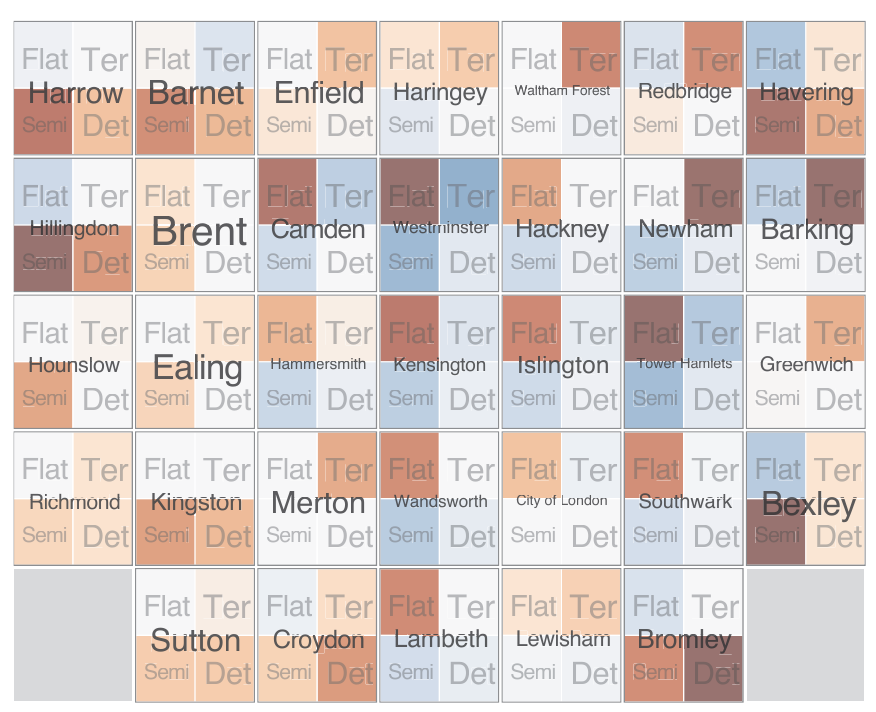 Flat Ter Flat Ter Flat Ter Flat Ter Flat Ter Flat Ter Flat Ter
Harrow Barnet Enfield Haringey Waltham Forest Redbridge Havering
Semi Det Semi Det Semi Det Semi Det Semi Det Semi Det Semi Det
Flat Ter Flat Ter Flat Ter Flat Ter Flat Ter Flat Ter Flat Ter
Hillingdon Brent Camden Westminster Hackney Newham Barking
Semi Det Semi Det Semi Det Semi Det Semi Det Semi Det Semi Det
Flat Ter Flat Ter Flat Ter Flat Ter Flat Ter Flat Ter Flat Ter
Hounslow Ealing Hammersmith Kensington Islington Tower Hamlets Greenwich
Semi Det Semi Det Semi Det Semi Det Semi Det Semi Det Semi Det
Flat Ter Flat Ter Flat Ter Flat Ter Flat Ter Flat Ter Flat Ter
Richmond Kingston Merton Wandsworth City of London Southwark Bexley
Semi Det Semi Det Semi Det Semi Det Semi Det Semi Det Semi Det
Flat Ter Flat Ter Flat Ter Flat Ter Flat Ter
Sutton Croydon Lambeth Lewisham Bromley
Semi Det Semi Det Semi Det Semi Det Semi Det